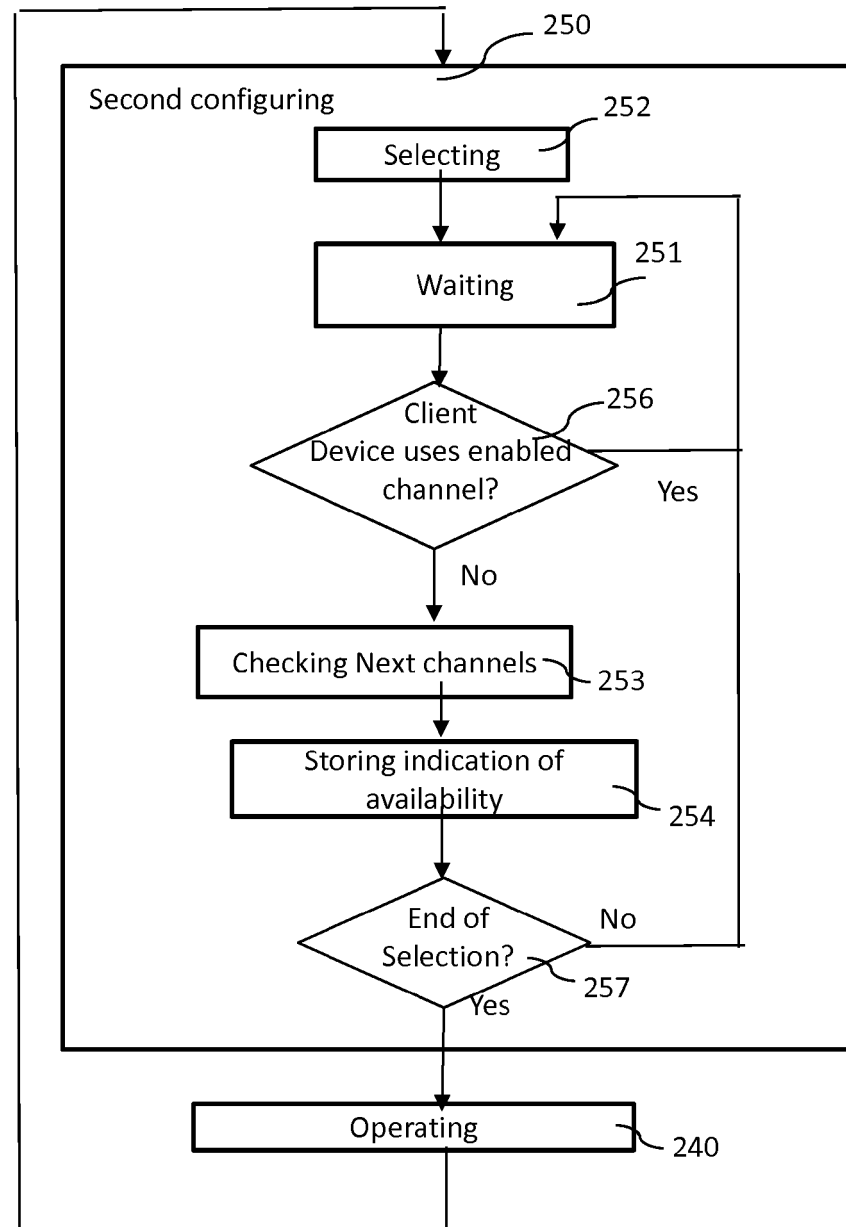 250
Second configuring
252
Selecting
251
Waiting
256
Client
Device uses enabled
channel?
Yes
No
Checking Next channels
253
Storing indication of
availability
254
End of
Selection?
No
257
Yes
Operating
240